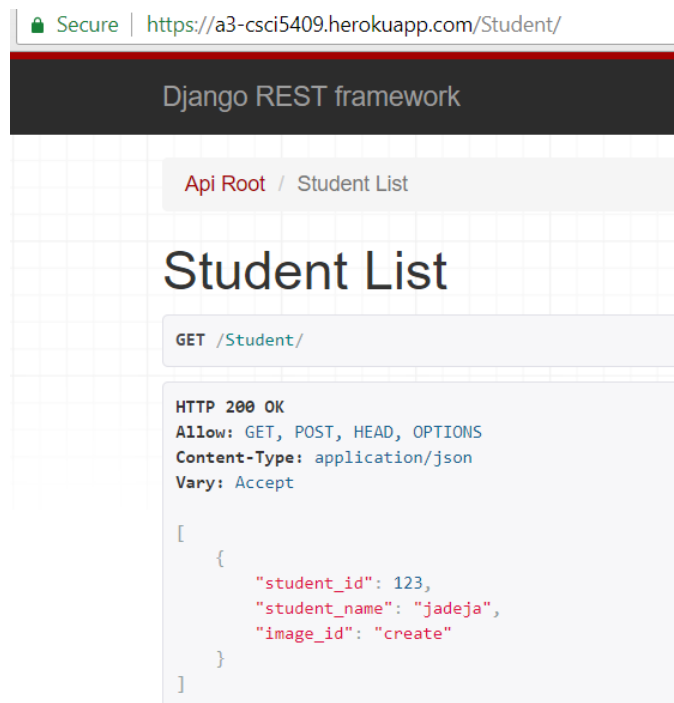 Secure | https://a3-csci5409.herokuapp.com/Student/
Django REST framework
Api Root / Student List
Student List
GET /Student/
HTTP 200 OK
Allow: GET, POST, HEAD, OPTIONS
Content-Type: application/json
Vary: Accept
[
    {
        "student_id": 123,
        "student_name": "jadeja",
        "image_id": "create"
    }
]